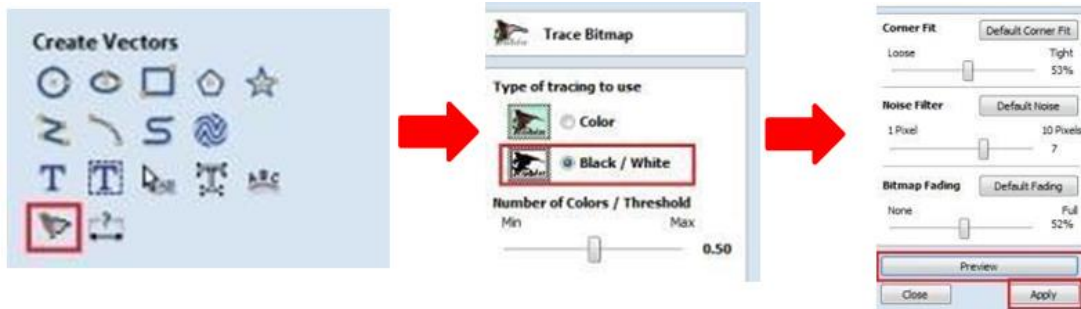 Create Vectors
Trace Bitmap
Type of tracing to use
Color
Black / White
Number of Colors / Threshold
Min Max
0.50
Corner Fit Default Corner Fit
Loose Tight
53%
Noise Filter Default Noise
1 Pixel 10 Pixels
7
Bitmap Fading Default Fading
None Full
52%
Preview
Close Apply